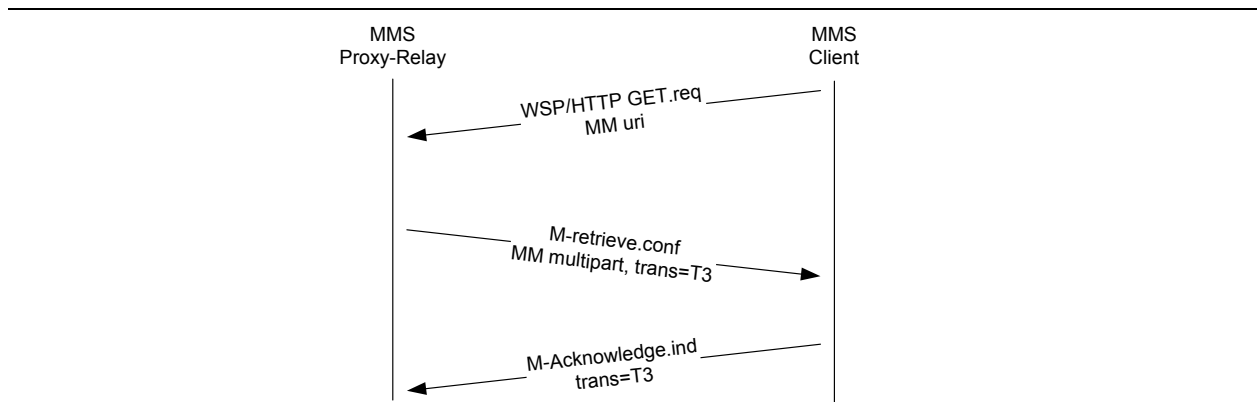 MMS
Proxy-Relay
MMS
Client
WSP/HTTP GET.req
MM uri
M-retrieve.conf
MM multipart, trans=T3
M-Acknowledge.ind
trans=T3